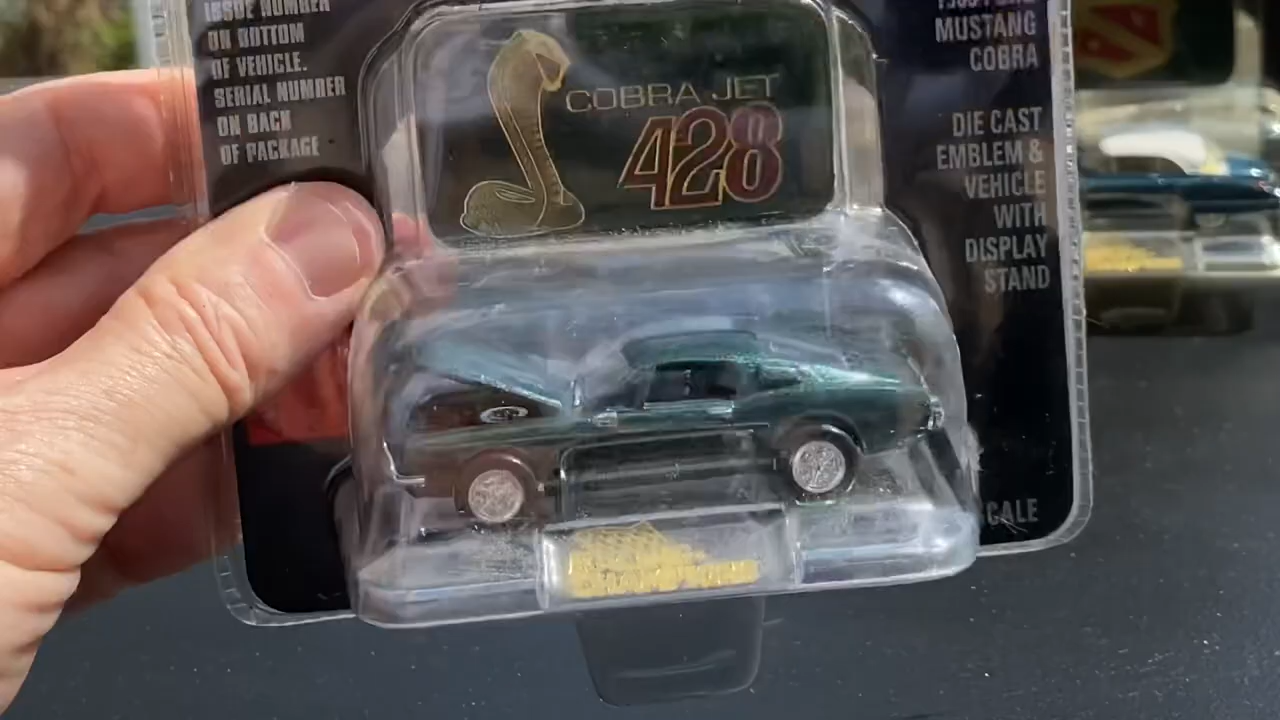 ISSUE NUMBER
ON BOTTOM
OF VEHICLE.
SERIAL NUMBER
ON BACK
OF PACKAGE
COBRA JET
428
MUSTANG
COBRA
DIE CAST
EMBLEM &
VEHICLE
WITH
DISPLAY
STAND
SCALE